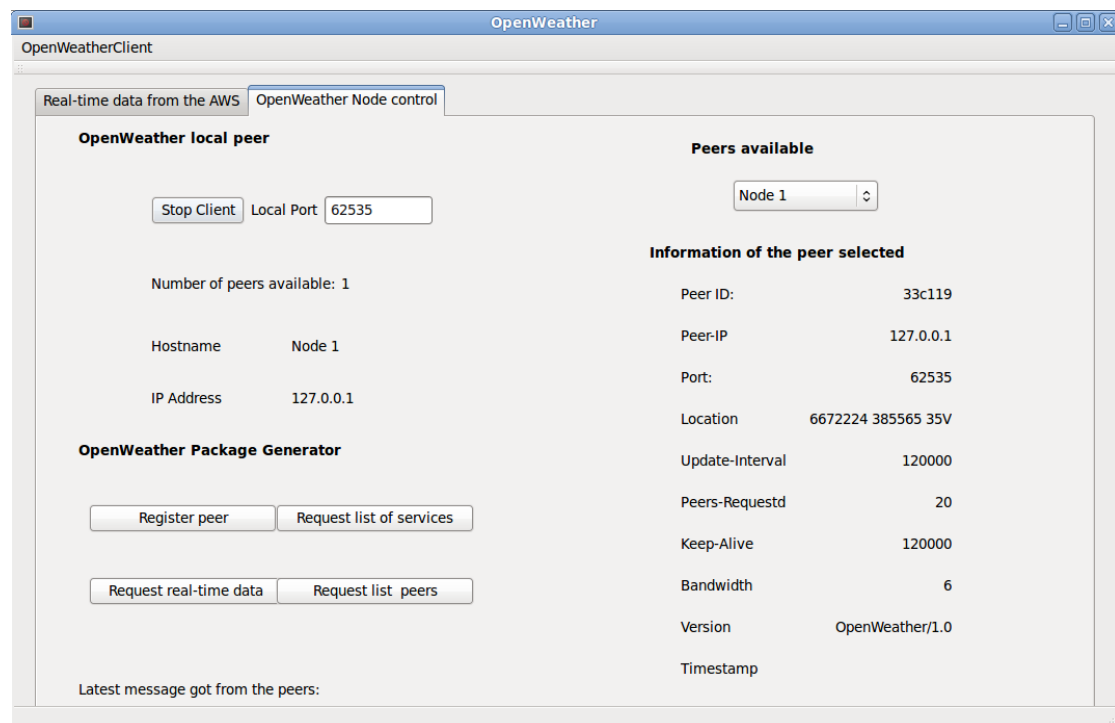 OpenWeather
OpenWeatherClient
Real-time data from the AWS
OpenWeather Node control
OpenWeather local peer
Stop Client
Local Port
62535
Number of peers available: 1
Hostname Node 1
IP Address 127.0.0.1
OpenWeather Package Generator
Register peer
Request list of services
Request real-time data
Request list  peers
Latest message got from the peers:
Peers available
Node 1
Information of the peer selected
Peer ID: 33c119
Peer-IP 127.0.0.1
Port: 62535
Location 6672224 385565 35V
Update-Interval 120000
Peers-Requestd 20
Keep-Alive 120000
Bandwidth 6
Version OpenWeather/1.0
Timestamp